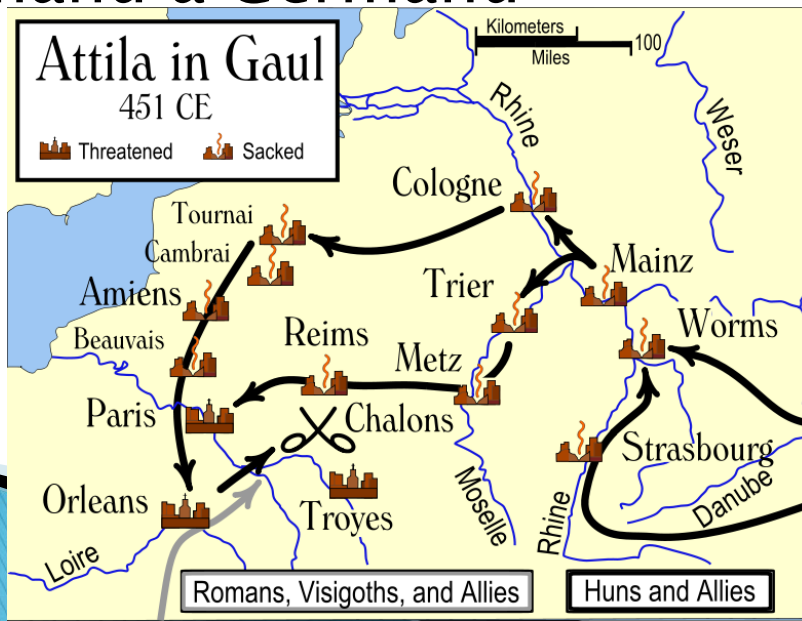 Attila in Gaul
451 CE
Threatened
Sacked
Kilometers
100
Miles
Rhine
Weser
Cologne
Tournai
Cambrai
Mainz
Trier
Amiens
Worms
Beauvais
Reims
Metz
Paris
Chalons
Strasbourg
Orleans
Troyes
Moselle
Rhine
Danube
Loire
Romans, Visigoths, and Allies
Huns and Allies